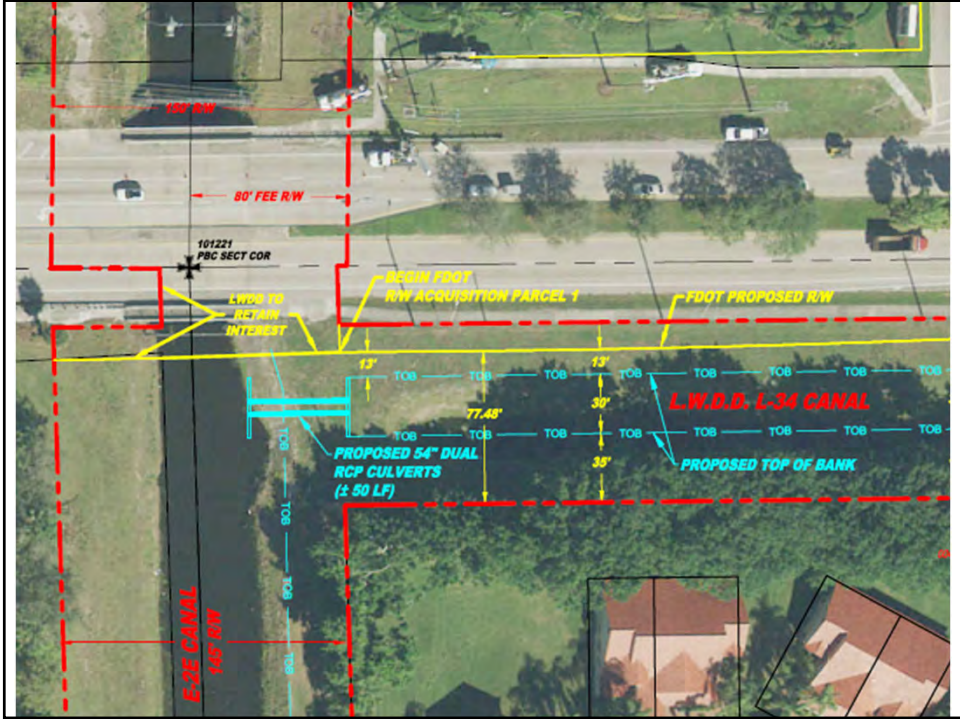 150' R/W
80' FEE R/W
101221
PBC SECT COR
BEGIN FDOT
R/W ACQUISITION PARCEL 1
FDOT PROPOSED R/W
LWDD TO
RETAIN
INTEREST
13'
13'
TOB TOB TOB TOB TOB TOB TOB TOB
L.W.D.D. L-34 CANAL
77.48'
30'
TOB TOB TOB TOB TOB TOB TOB TOB
PROPOSED 54" DUAL
RCP CULVERTS
(± 50 LF)
35'
PROPOSED TOP OF BANK
TOB
TOB
TOB
TOB
E-2E CANAL
145' R/W